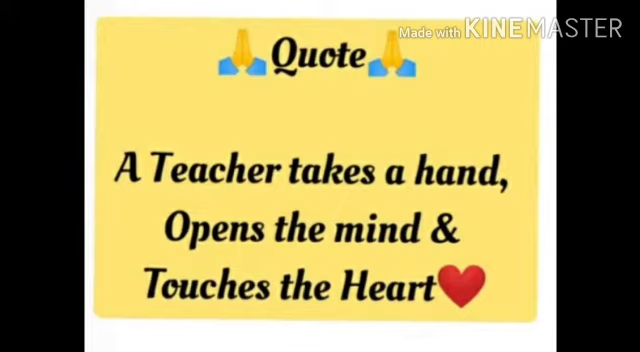 Made with KINEMASTER
🙏Quote🙏
A Teacher takes a hand,
Opens the mind &
Touches the Heart❤️